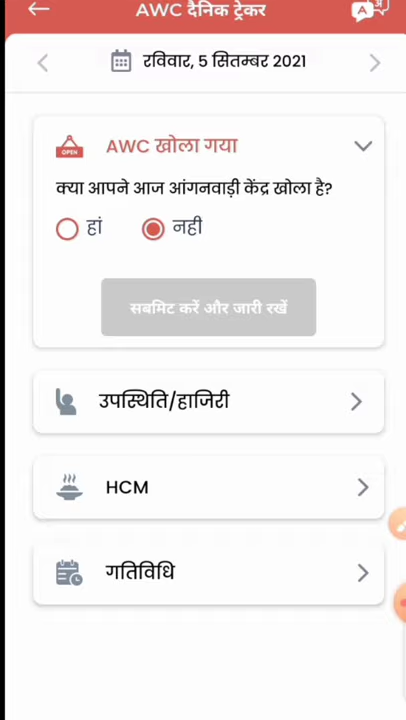 AWC दैनिक ट्रेकर
A अ
रविवार, 5 सितम्बर 2021
OPEN
AWC खोला गया
क्या आपने आज आंगनवाड़ी केंद्र खोला है?
हां
नही
सबमिट करें और जारी रखें
उपस्थिति/हाजिरी
HCM
गतिविधि